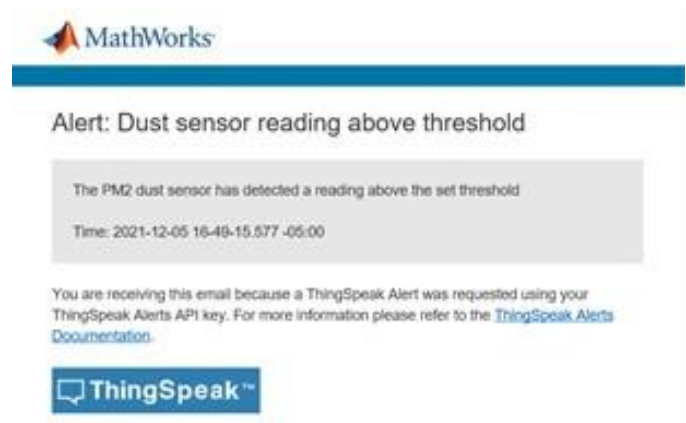 MathWorks
Alert: Dust sensor reading above threshold
The PM2 dust sensor has detected a reading above the set threshold
Time: 2021-12-05 16-49-15.577 -05:00
You are receiving this email because a ThingSpeak Alert was requested using your
ThingSpeak Alerts API key. For more information please refer to the ThingSpeak Alerts
Documentation.
ThingSpeak™